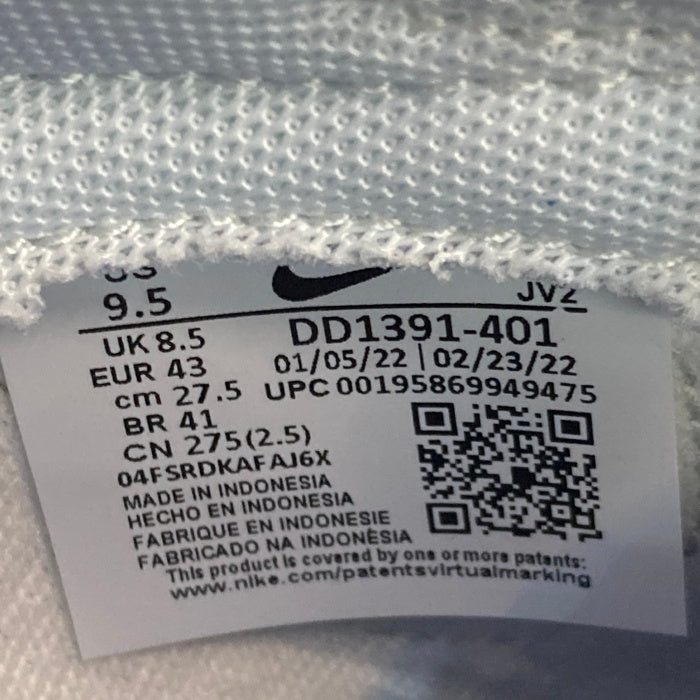 US
9.5
JV2
UK 8.5
DD1391-401
EUR 43
01/05/22 | 02/23/22
cm 27.5
UPC 00195869949475
BR 41
CN 275(2.5)
04FSRDKAFAJ6X
MADE IN INDONESIA
HECHO EN INDONESIA
FABRIQUE EN INDONESIE
FABRICADO NA INDONÈSIA
This product is covered by one or more patents:
www.nike.com/patentsvirtualmarking